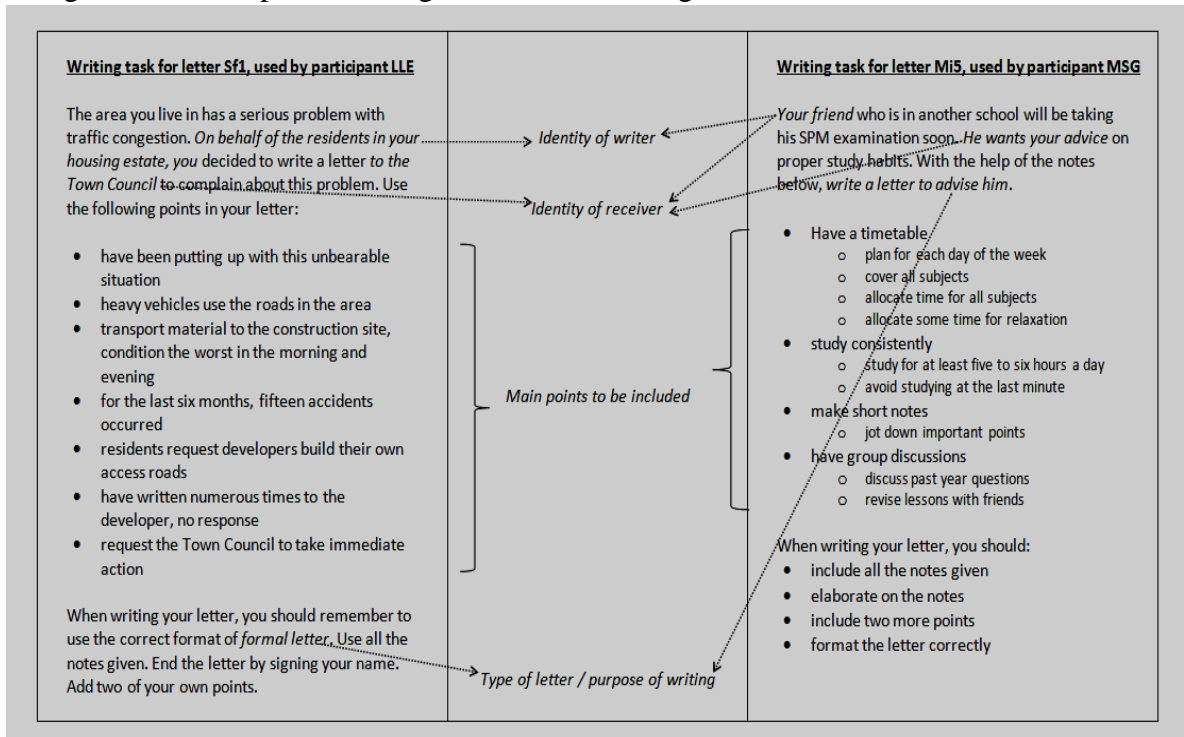 Writing task for letter Sf1, used by participant LLE
The area you live in has a serious problem with
traffic congestion. On behalf of the residents in your
housing estate, you decided to write a letter to the
Town Council to complain about this problem. Use
the following points in your letter:
• have been putting up with this unbearable
situation
• heavy vehicles use the roads in the area
• transport material to the construction site,
condition the worst in the morning and
evening
• for the last six months, fifteen accidents
occurred
• residents request developers build their own
access roads
• have written numerous times to the
developer, no response
• request the Town Council to take immediate
action
When writing your letter, you should remember to
use the correct format of formal letter. Use all the
notes given. End the letter by signing your name.
Add two of your own points.
Identity of writer
Identity of receiver
Main points to be included
Type of letter / purpose of writing
Writing task for letter Mi5, used by participant MSG
Your friend who is in another school will be taking
his SPM examination soon. He wants your advice on
proper study habits. With the help of the notes
below, write a letter to advise him.
• Have a timetable
o plan for each day of the week
o cover all subjects
o allocate time for all subjects
o allocate some time for relaxation
• study consistently
o study for at least five to six hours a day
o avoid studying at the last minute
• make short notes
o jot down important points
• have group discussions
o discuss past year questions
o revise lessons with friends
When writing your letter, you should:
• include all the notes given
• elaborate on the notes
• include two more points
• format the letter correctly